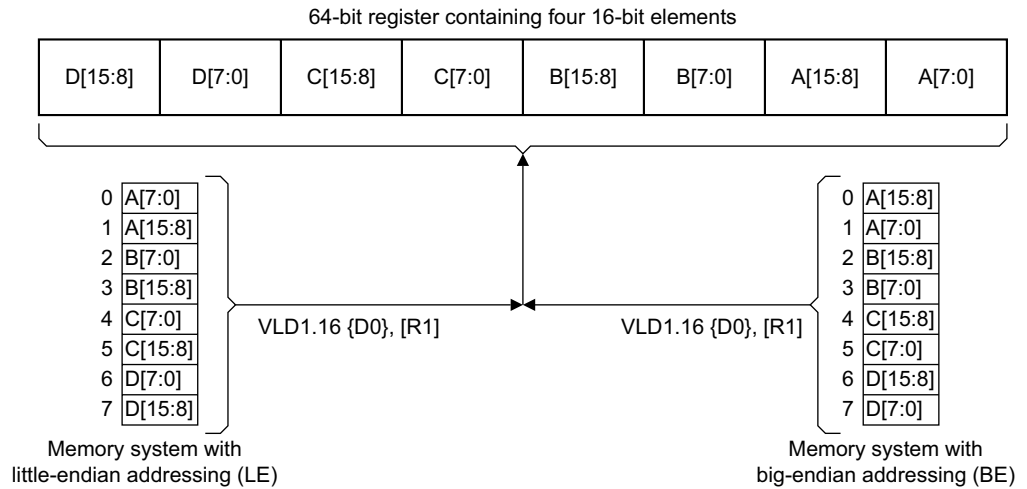 64-bit register containing four 16-bit elements
D[15:8] D[7:0] C[15:8] C[7:0] B[15:8] B[7:0] A[15:8] A[7:0]
0 A[7:0]
1 A[15:8]
2 B[7:0]
3 B[15:8]
4 C[7:0]
5 C[15:8]
6 D[7:0]
7 D[15:8]
Memory system with
little-endian addressing (LE)
VLD1.16 {D0}, [R1]
VLD1.16 {D0}, [R1]
0 A[15:8]
1 A[7:0]
2 B[15:8]
3 B[7:0]
4 C[15:8]
5 C[7:0]
6 D[15:8]
7 D[7:0]
Memory system with
big-endian addressing (BE)